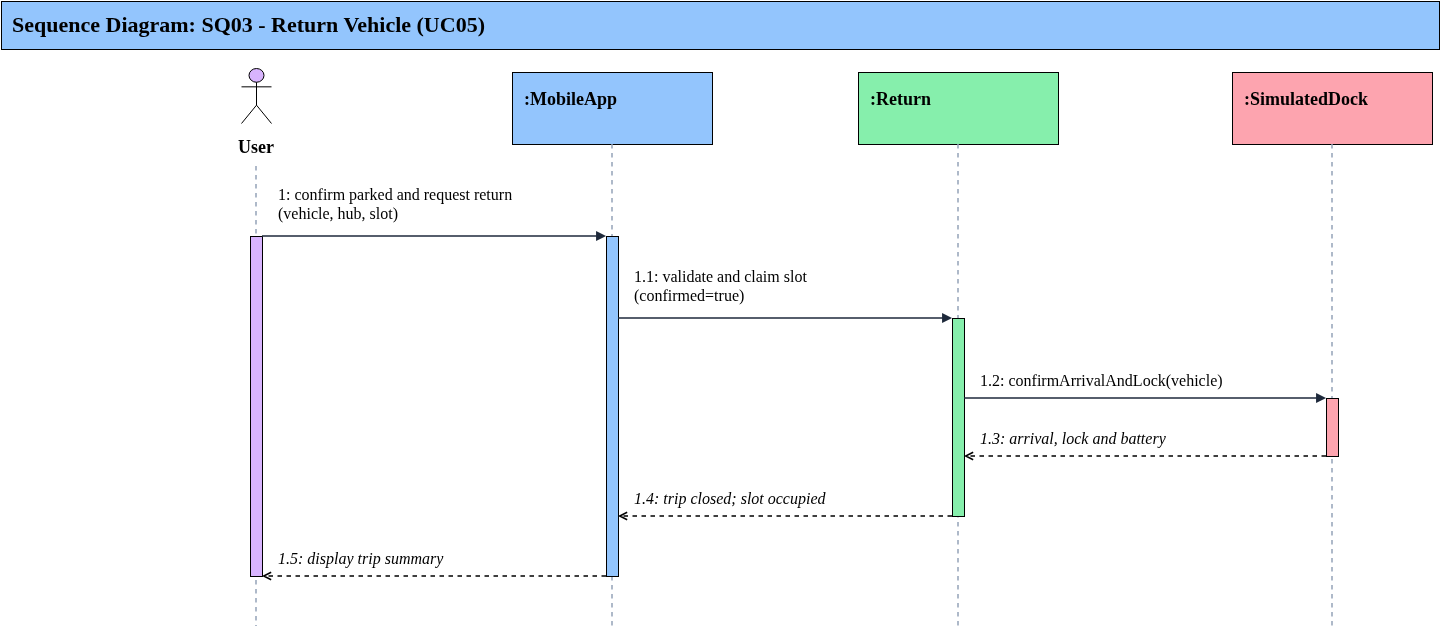 Sequence Diagram: SQ03 - Return Vehicle (UC05)
User
:MobileApp
:Return
:SimulatedDock
1: confirm parked and request return
(vehicle, hub, slot)
1.1: validate and claim slot
(confirmed=true)
1.2: confirmArrivalAndLock(vehicle)
1.3: arrival, lock and battery
1.4: trip closed; slot occupied
1.5: display trip summary